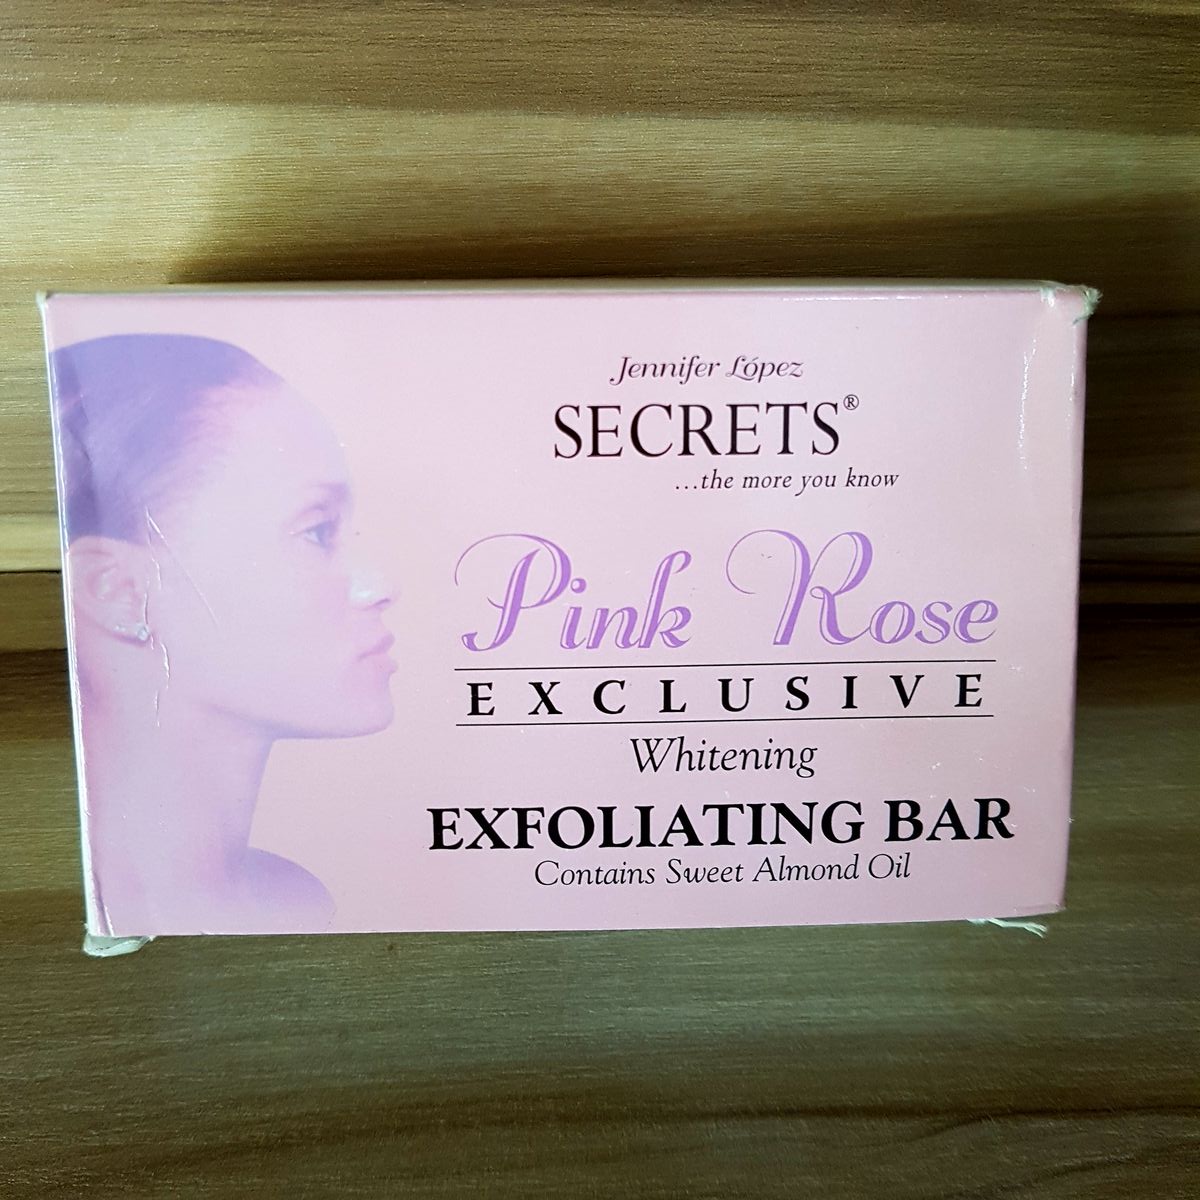 Jennifer López
SECRETS®
...the more you know
Pink Rose
EXCLUSIVE
Whitening
EXFOLIATING BAR
Contains Sweet Almond Oil